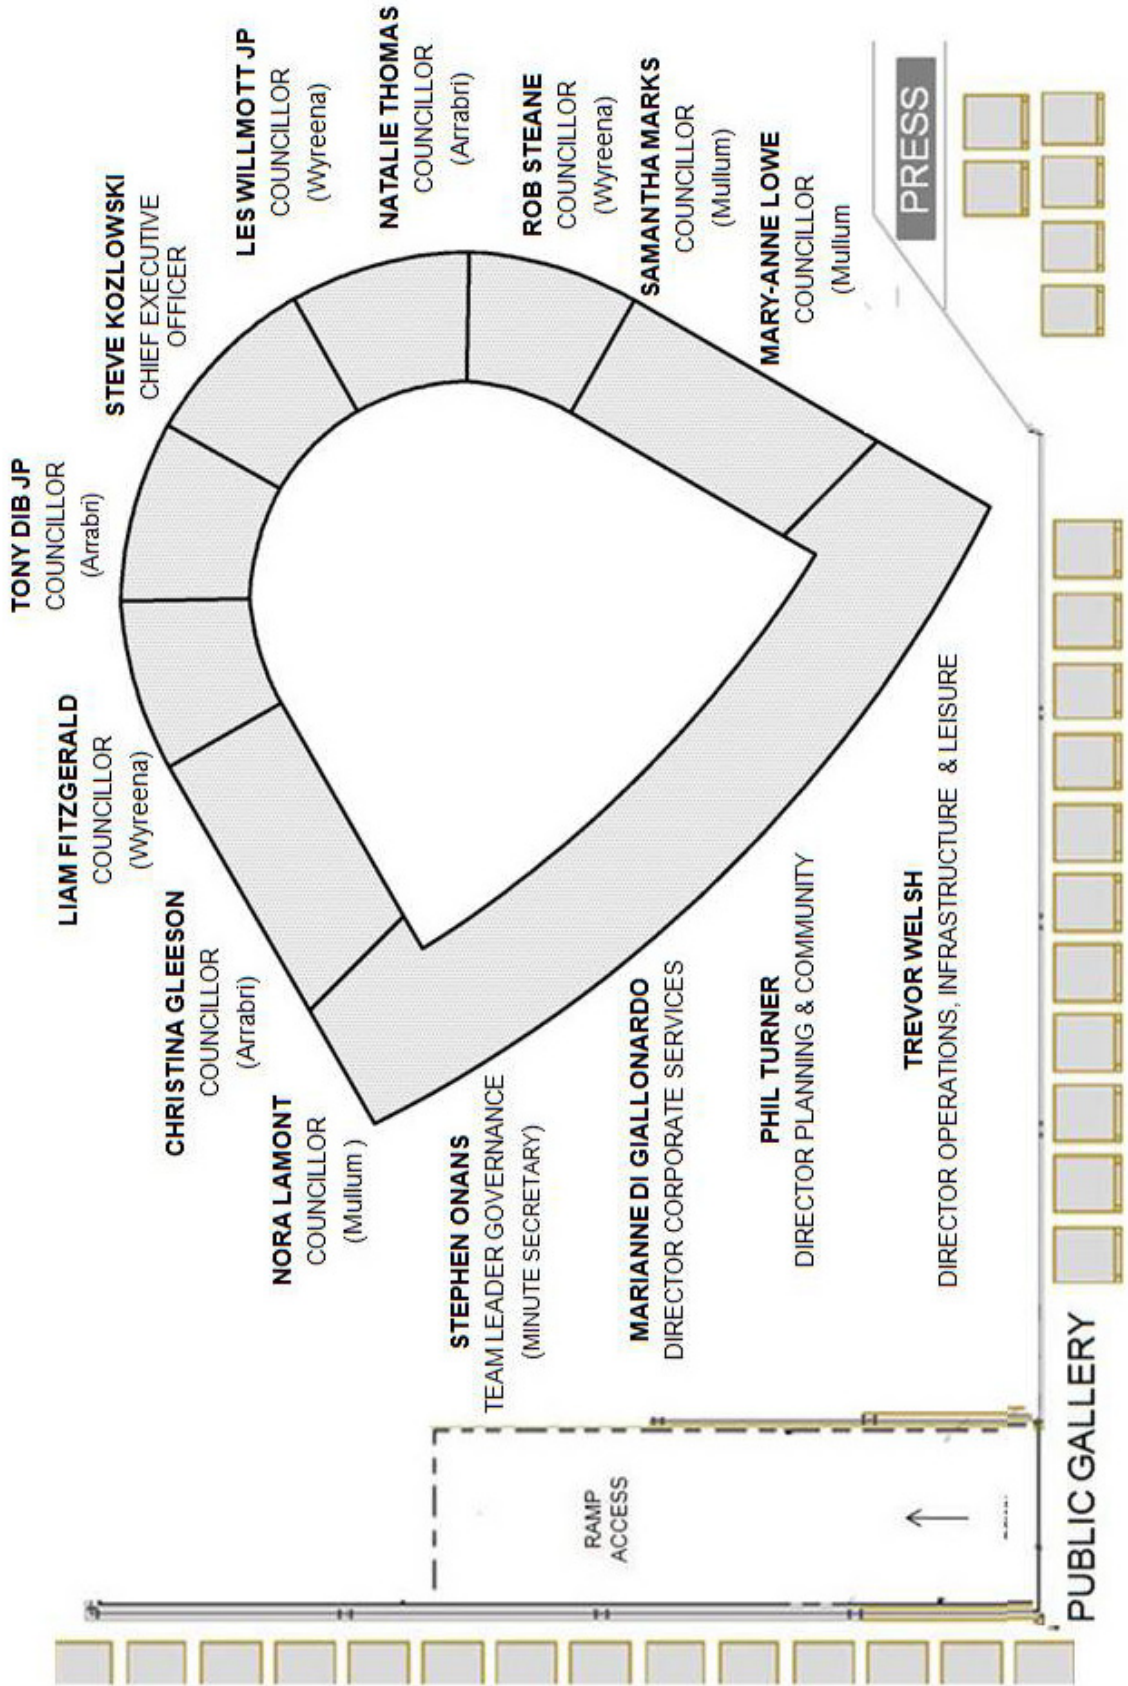 TONY DIB JP
COUNCILLOR
(Arrabri)
STEVE KOZLOWSKI
CHIEF EXECUTIVE
OFFICER
LES WILLMOTT JP
COUNCILLOR
(Wyreena)
NATALIE THOMAS
COUNCILLOR
(Arrabri)
ROB STEANE
COUNCILLOR
(Wyreena)
SAMANTHA MARKS
COUNCILLOR
(Mullum)
MARY-ANNE LOWE
COUNCILLOR
(Mullum
LIAM FITZGERALD
COUNCILLOR
(Wyreena)
CHRISTINA GLEESON
COUNCILLOR
(Arrabri)
NORA LAMONT
COUNCILLOR
(Mullum )
STEPHEN ONANS
TEAM LEADER GOVERNANCE
(MINUTE SECRETARY)
MARIANNE DI GIALLONARDO
DIRECTOR CORPORATE SERVICES
PHIL TURNER
DIRECTOR PLANNING & COMMUNITY
TREVOR WELSH
DIRECTOR OPERATIONS, INFRASTRUCTURE & LEISURE
PRESS
RAMP
ACCESS
PUBLIC GALLERY